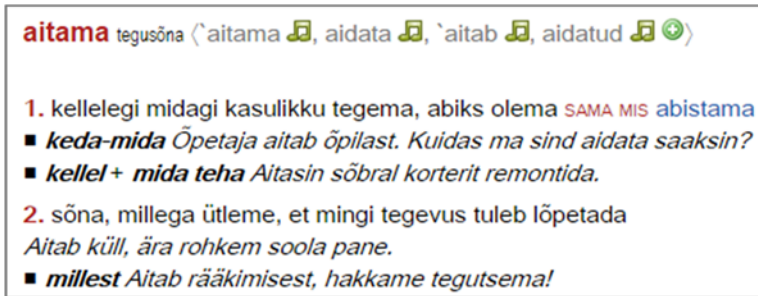 aitama tegusõna 〈`aitama, aidata, `aitab, aidatud〉
1. kellelegi midagi kasulikku tegema, abiks olema SAMA MIS abistama
■ keda-mida Õpetaja aitab õpilast. Kuidas ma sind aidata saaksin?
■ kellel + mida teha Aitasin sõbral korterit remontida.
2. sõna, millega ütleme, et mingi tegevus tuleb lõpetada
Aitab küll, ära rohkem soola pane.
■ millest Aitab rääkimisest, hakkame tegutsema!